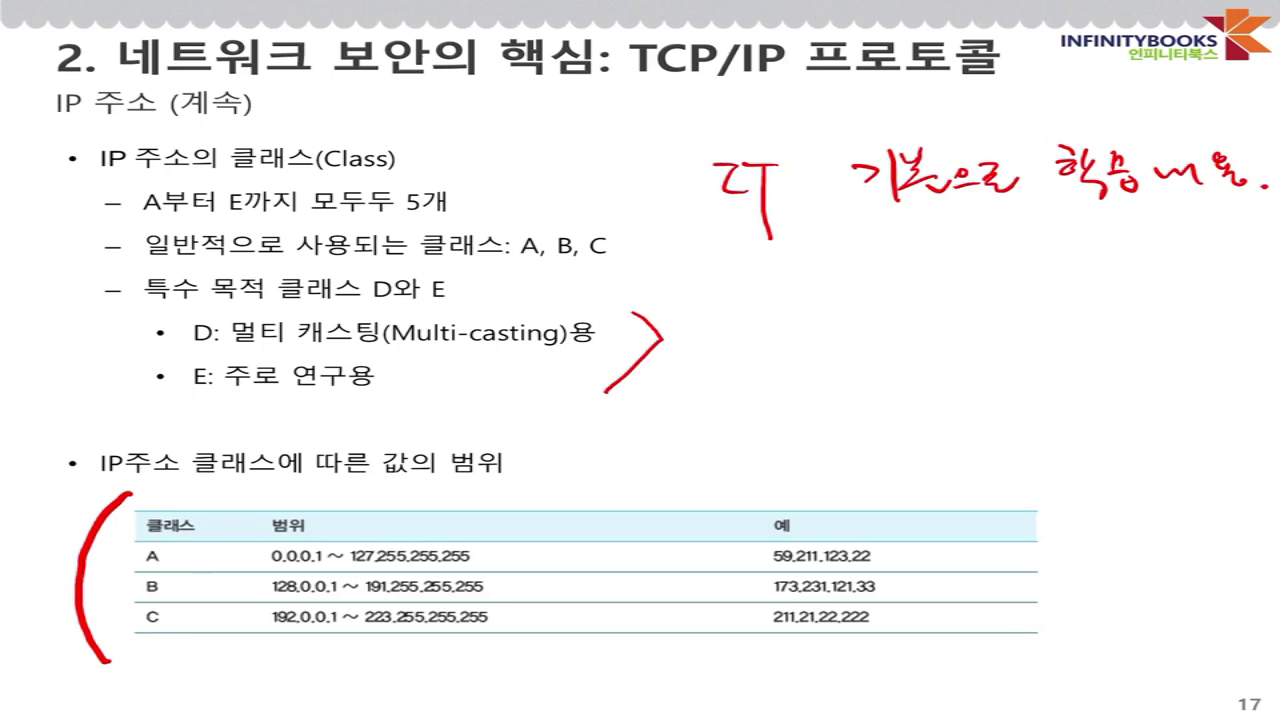 2. 네트워크 보안의 핵심: TCP/IP 프로토콜
INFINITYBOOKS
인피니티북스
IP 주소 (계속)
• IP 주소의 클래스(Class)
– A부터 E까지 모두두 5개
– 일반적으로 사용되는 클래스: A, B, C
– 특수 목적 클래스 D와 E
• D: 멀티 캐스팅(Multi-casting)용
• E: 주로 연구용
기본으로 학습내용.
• IP주소 클래스에 따른 값의 범위
클래스 범위 예
A 0.0.0.1 ~ 127.255.255.255 59.211.123.22
B 128.0.0.1 ~ 191.255.255.255 173.231.121.33
C 192.0.0.1 ~ 223.255.255.255 211.21.22.222
17